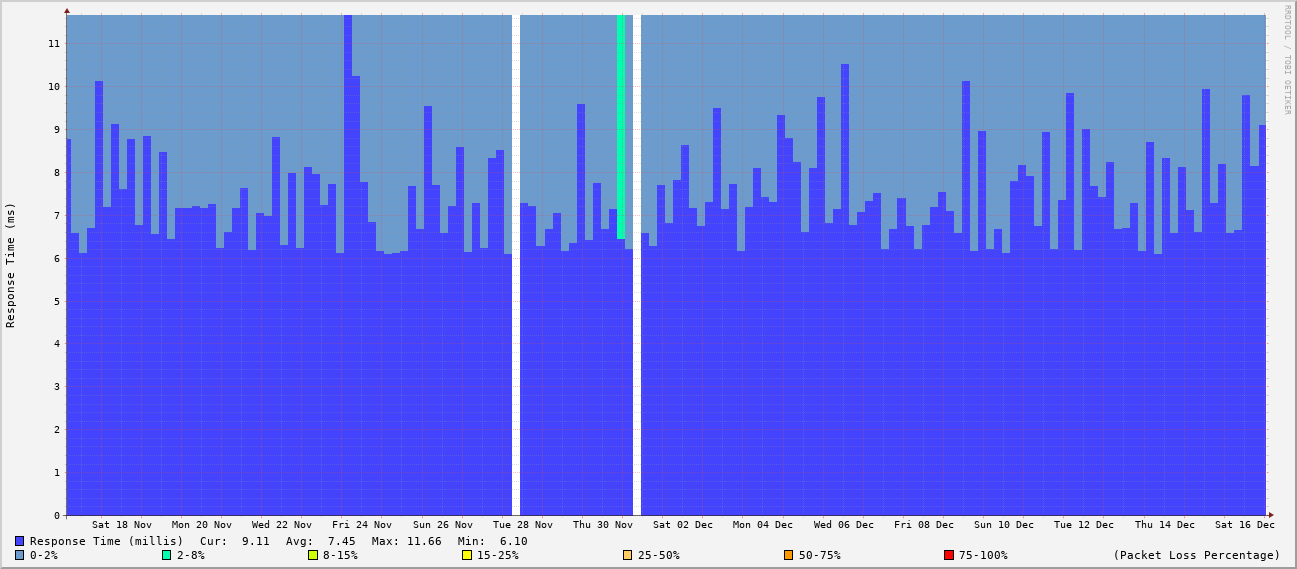 RRDTOOL / TOBI OETIKER
Response Time (ms)
11
10
9
8
7
6
5
4
3
2
1
0
Sat 18 Nov Mon 20 Nov Wed 22 Nov Fri 24 Nov Sun 26 Nov Tue 28 Nov Thu 30 Nov Sat 02 Dec Mon 04 Dec Wed 06 Dec Fri 08 Dec Sun 10 Dec Tue 12 Dec Thu 14 Dec Sat 16 Dec
Response Time (millis) Cur: 9.11 Avg: 7.45 Max: 11.66 Min: 6.10
0-2% 2-8% 8-15% 15-25% 25-50% 50-75% 75-100% (Packet Loss Percentage)